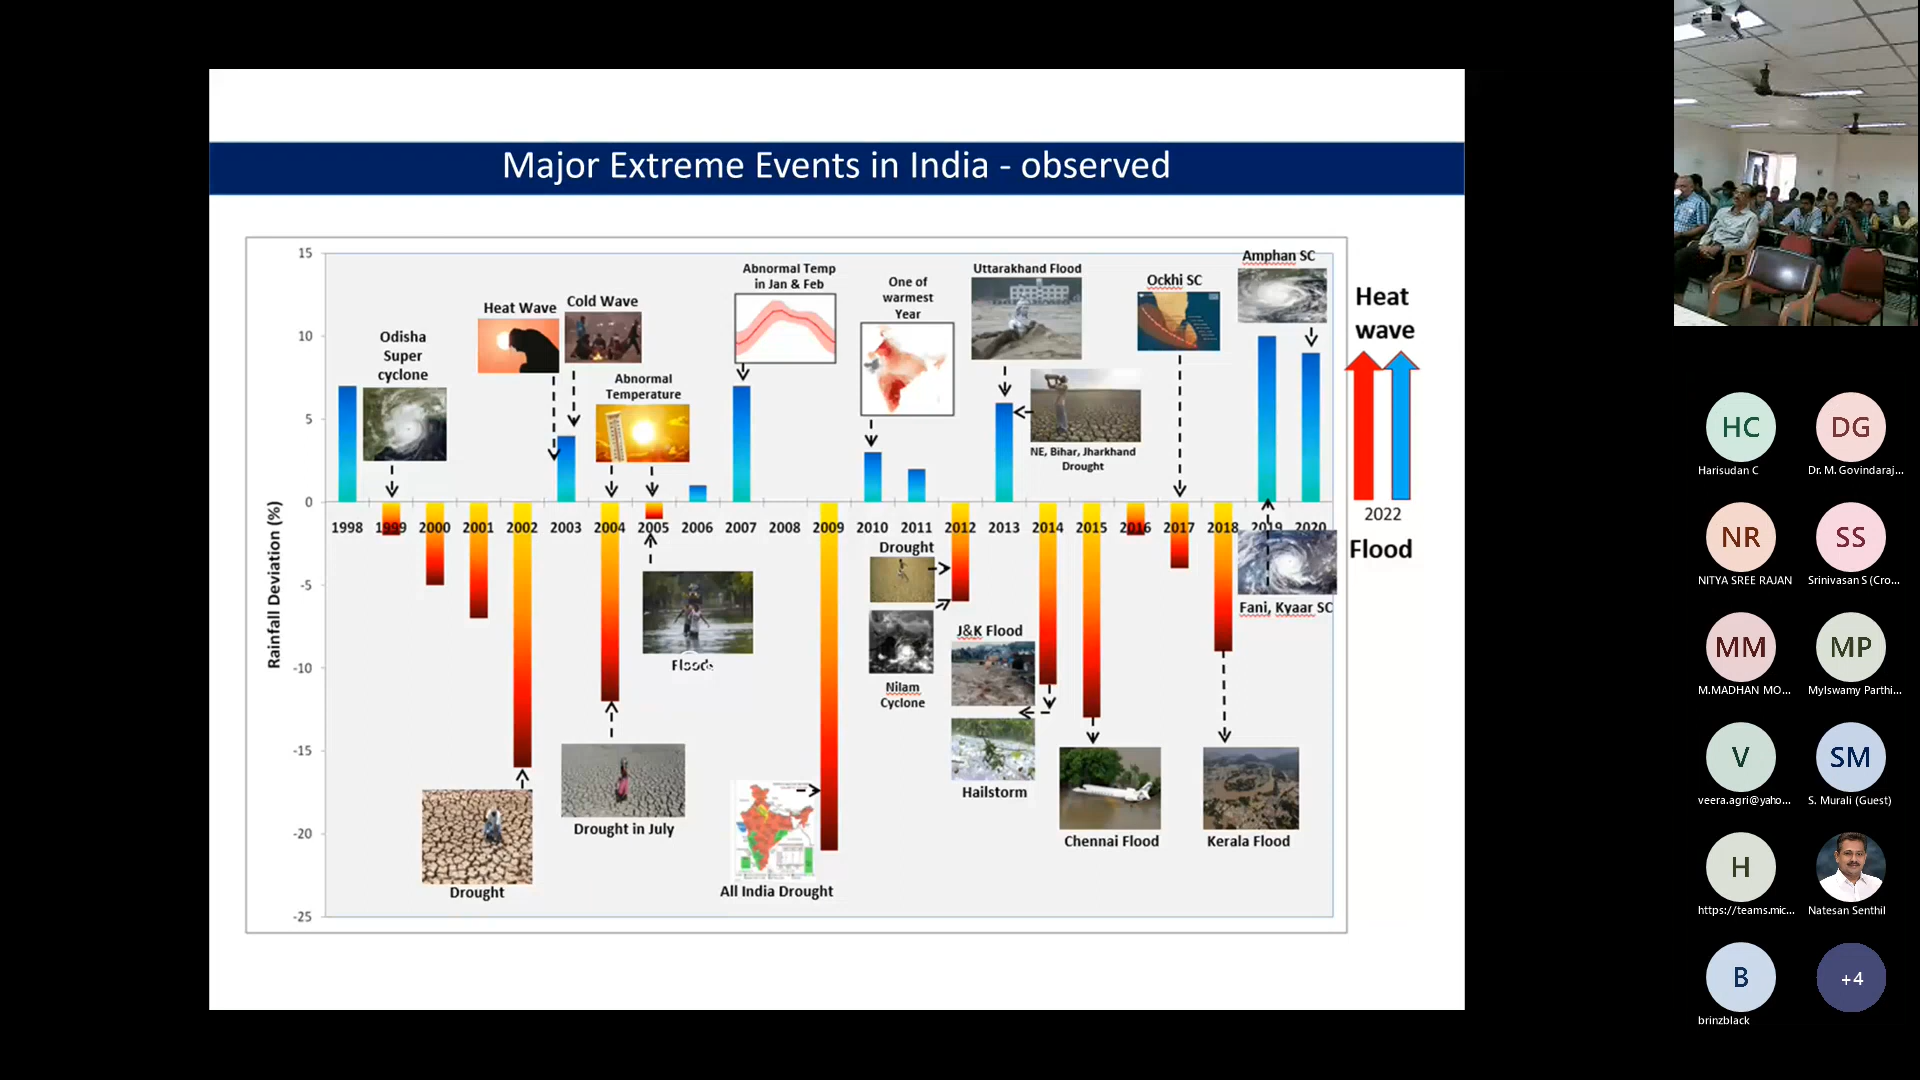 Major Extreme Events in India - observed
15
10
5
0
-5
-10
-15
-20
-25
Rainfall Deviation (%)
Odisha
Super
cyclone
Heat Wave
Cold Wave
Abnormal
Temperature
Abnormal Temp
in Jan & Feb
One of
warmest
Year
Uttarakhand Flood
NE, Bihar, Jharkhand
Drought
Ockhi SC
Amphan SC
Heat
wave
2022
Flood
1998 1999 2000 2001 2002 2003 2004 2005 2006 2007 2008 2009 2010 2011 2012 2013 2014 2015 2016 2017 2018 2019 2020
Drought
Drought in July
Floods
All India Drought
Drought
Nilam
Cyclone
J&K Flood
Hailstorm
Chennai Flood
Kerala Flood
Fani, Kyaar SC
HC
Harisudan C
DG
Dr. M. Govindaraj...
NR
NITYA SREE RAJAN
SS
Srinivasan S (Cro...
MM
M.MADHAN MO...
MP
Mylswamy Parthi...
V
veera.agri@yaho...
SM
S. Murali (Guest)
H
https://teams.mic...
Natesan Senthil
B
brinzblack
+4